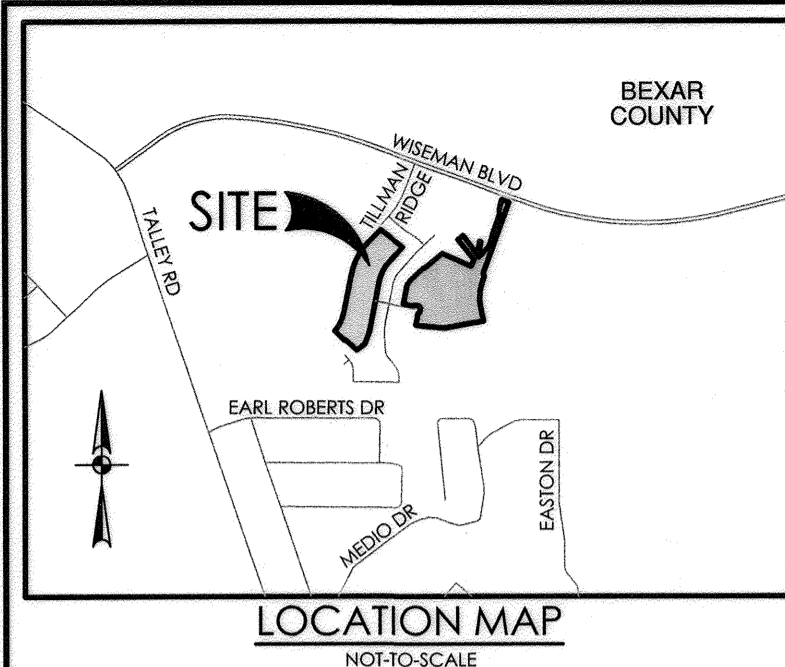 BEXAR
COUNTY
WISEMAN BLVD
TILLMAN
RIDGE
SITE
TALLEY RD
EARL ROBERTS DR
EASTON DR
MEDIO DR
LOCATION MAP
NOT-TO-SCALE